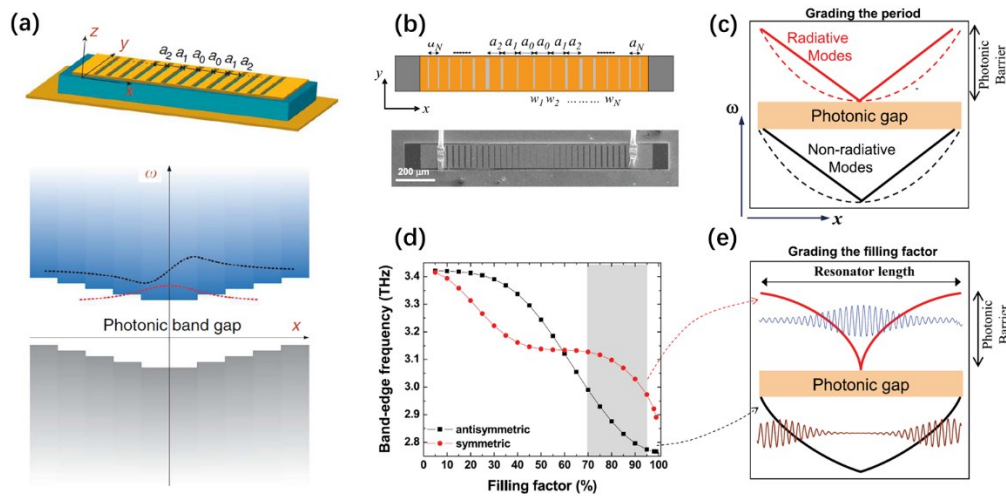 (a)
z
y
x
a₂ a₁ a₀ a₀ a₁ a₂
ω
Photonic band gap
x
(b)
a_N ...... a₂ a₁ a₀ a₀ a₁ a₂ ...... a_N
y
x
w₁ w₂ ......... w_N
200 μm
(c)
Grading the period
Radiative
Modes
Photonic
Barrier
ω
Photonic gap
Non-radiative
Modes
x
(d)
Band-edge frequency (THz)
3.4
3.3
3.2
3.1
3.0
2.9
2.8
antisymmetric
symmetric
0 10 20 30 40 50 60 70 80 90 100
Filling factor (%)
(e)
Grading the filling factor
Resonator length
Photonic
Barrier
Photonic gap